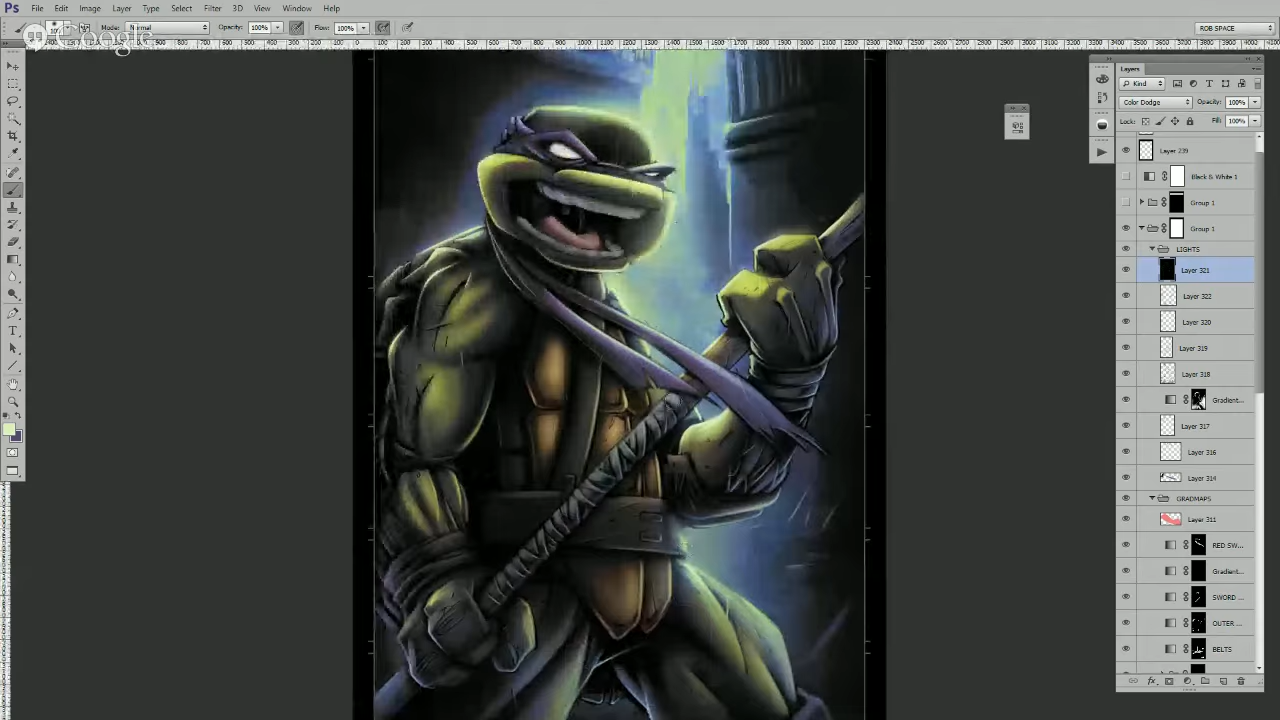 Ps File Edit Image Layer Type Select Filter 3D View Window Help
Mode: Normal Opacity: 100% Flow: 100% ROB SPACE
Google
Layers
Kind
Color Dodge Opacity: 100%
Lock: Fill: 100%
Layer 239
Black & White 1
Group 1
Group 1
LIGHTS
Layer 321
Layer 322
Layer 320
Layer 319
Layer 318
Gradient...
Layer 317
Layer 316
Layer 314
GRADMAPS
Layer 311
RED SW...
Gradient...
SWORD ...
OUTER ...
BELTS